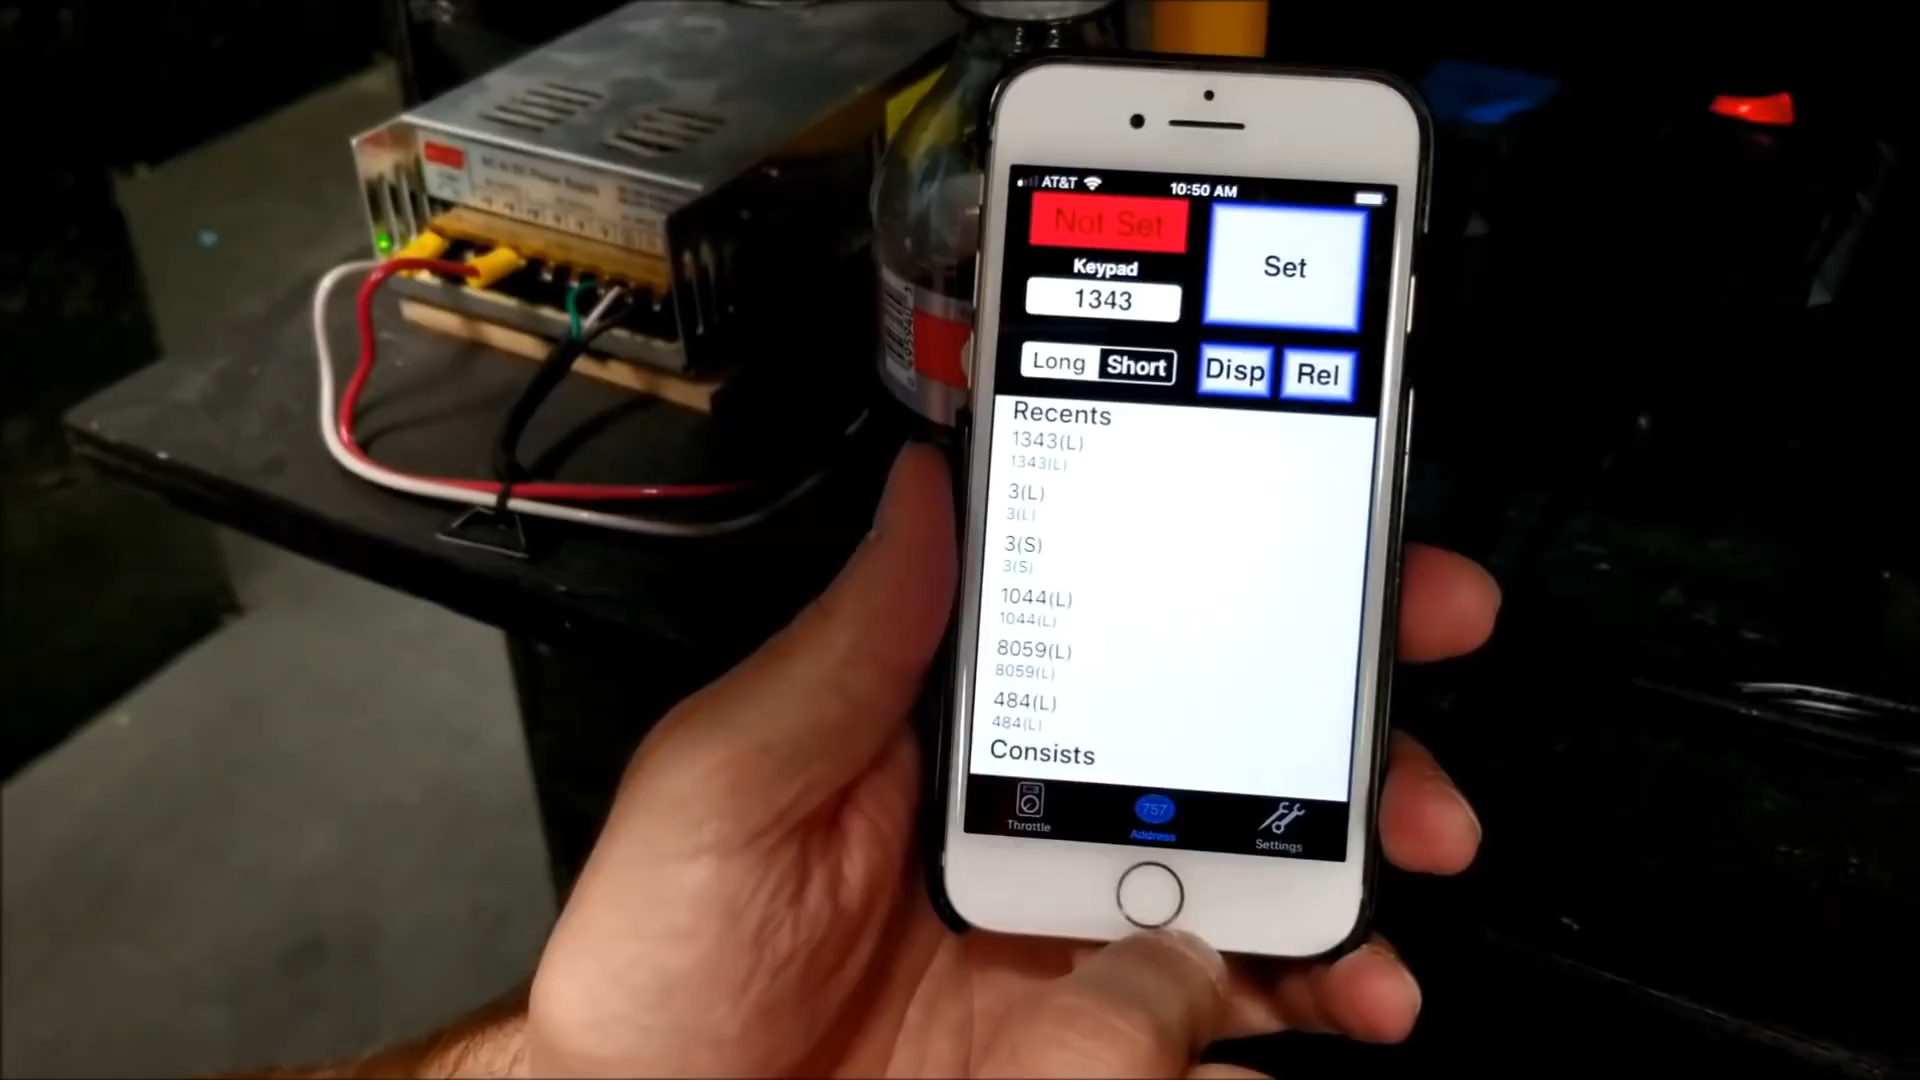 AT&T
10:50 AM
Not Set
Set
Keypad
1343
Long Short
Disp
Rel
Recents
1343(L)
1343(L)
3(L)
3(L)
3(S)
3(S)
1044(L)
1044(L)
8059(L)
8059(L)
484(L)
484(L)
Consists
Throttle
757
Address
Settings